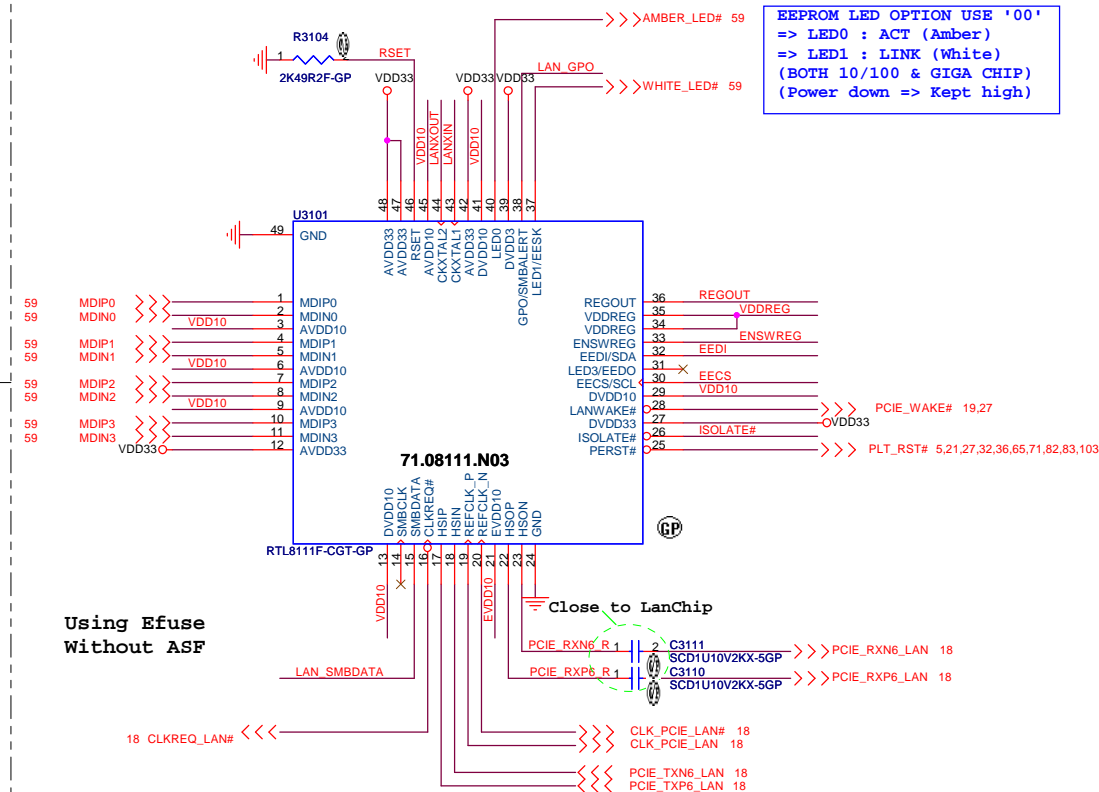 AMBER_LED# 59
EEPROM LED OPTION USE '00'
=> LED0 : ACT (Amber)
=> LED1 : LINK (White)
(BOTH 10/100 & GIGA CHIP)
(Power down => Kept high)
R3104
1
2
RSET
2K49R2F-GP
LAN_GPO
WHITE_LED# 59
VDD33
VDD33
VDD33
VDD10
LANXOUT
LANXIN
VDD10
48
47
46
45
44
43
42
41
40
39
38
37
U3101
AVDD33
AVDD33
RSET
AVDD10
CKXTAL2
CKXTAL1
AVDD33
DVDD10
LED0
DVDD3
GPO/SMBALERT
LED1/EESK
49 GND
59 MDIP0 1 MDIP0
59 MDIN0 2 MDIN0
VDD10 3 AVDD10
59 MDIP1 4 MDIP1
59 MDIN1 5 MDIN1
VDD10 6 AVDD10
59 MDIP2 7 MDIP2
59 MDIN2 8 MDIN2
VDD10 9 AVDD10
59 MDIP3 10 MDIP3
59 MDIN3 11 MDIN3
VDD33 12 AVDD33
REGOUT 36 REGOUT
VDDREG 35 VDDREG
VDDREG 34
ENSWREG 33 ENSWREG
EEDI/SDA 32 EEDI
LED3/EEDO 31
EECS/SCL 30 EECS
DVDD10 29 VDD10
LANWAKE# 28 PCIE_WAKE# 19,27
DVDD33 27 VDD33
ISOLATE# 26 ISOLATE#
PERST# 25 PLT_RST# 5,21,27,32,36,65,71,82,83,103
71.08111.N03
DVDD10
SMBCLK
SMBDATA
CLKREQ#
HSIP
HSIN
REFCLK_P
REFCLK_N
EVDD10
HSOP
HSON
GND
GP
RTL8111F-CGT-GP
13
14
15
16
17
18
19
20
21
22
23
24
VDD10
EVDD10
Using Efuse
Without ASF
Close to LanChip
PCIE_RXN6_R 1 2 C3111
SCD1U10V2KX-5GP
PCIE_RXN6_LAN 18
PCIE_RXP6_R 1 C3110
SCD1U10V2KX-5GP
PCIE_RXP6_LAN 18
LAN_SMBDATA
18 CLKREQ_LAN#
CLK_PCIE_LAN# 18
CLK_PCIE_LAN 18
PCIE_TXN6_LAN 18
PCIE_TXP6_LAN 18